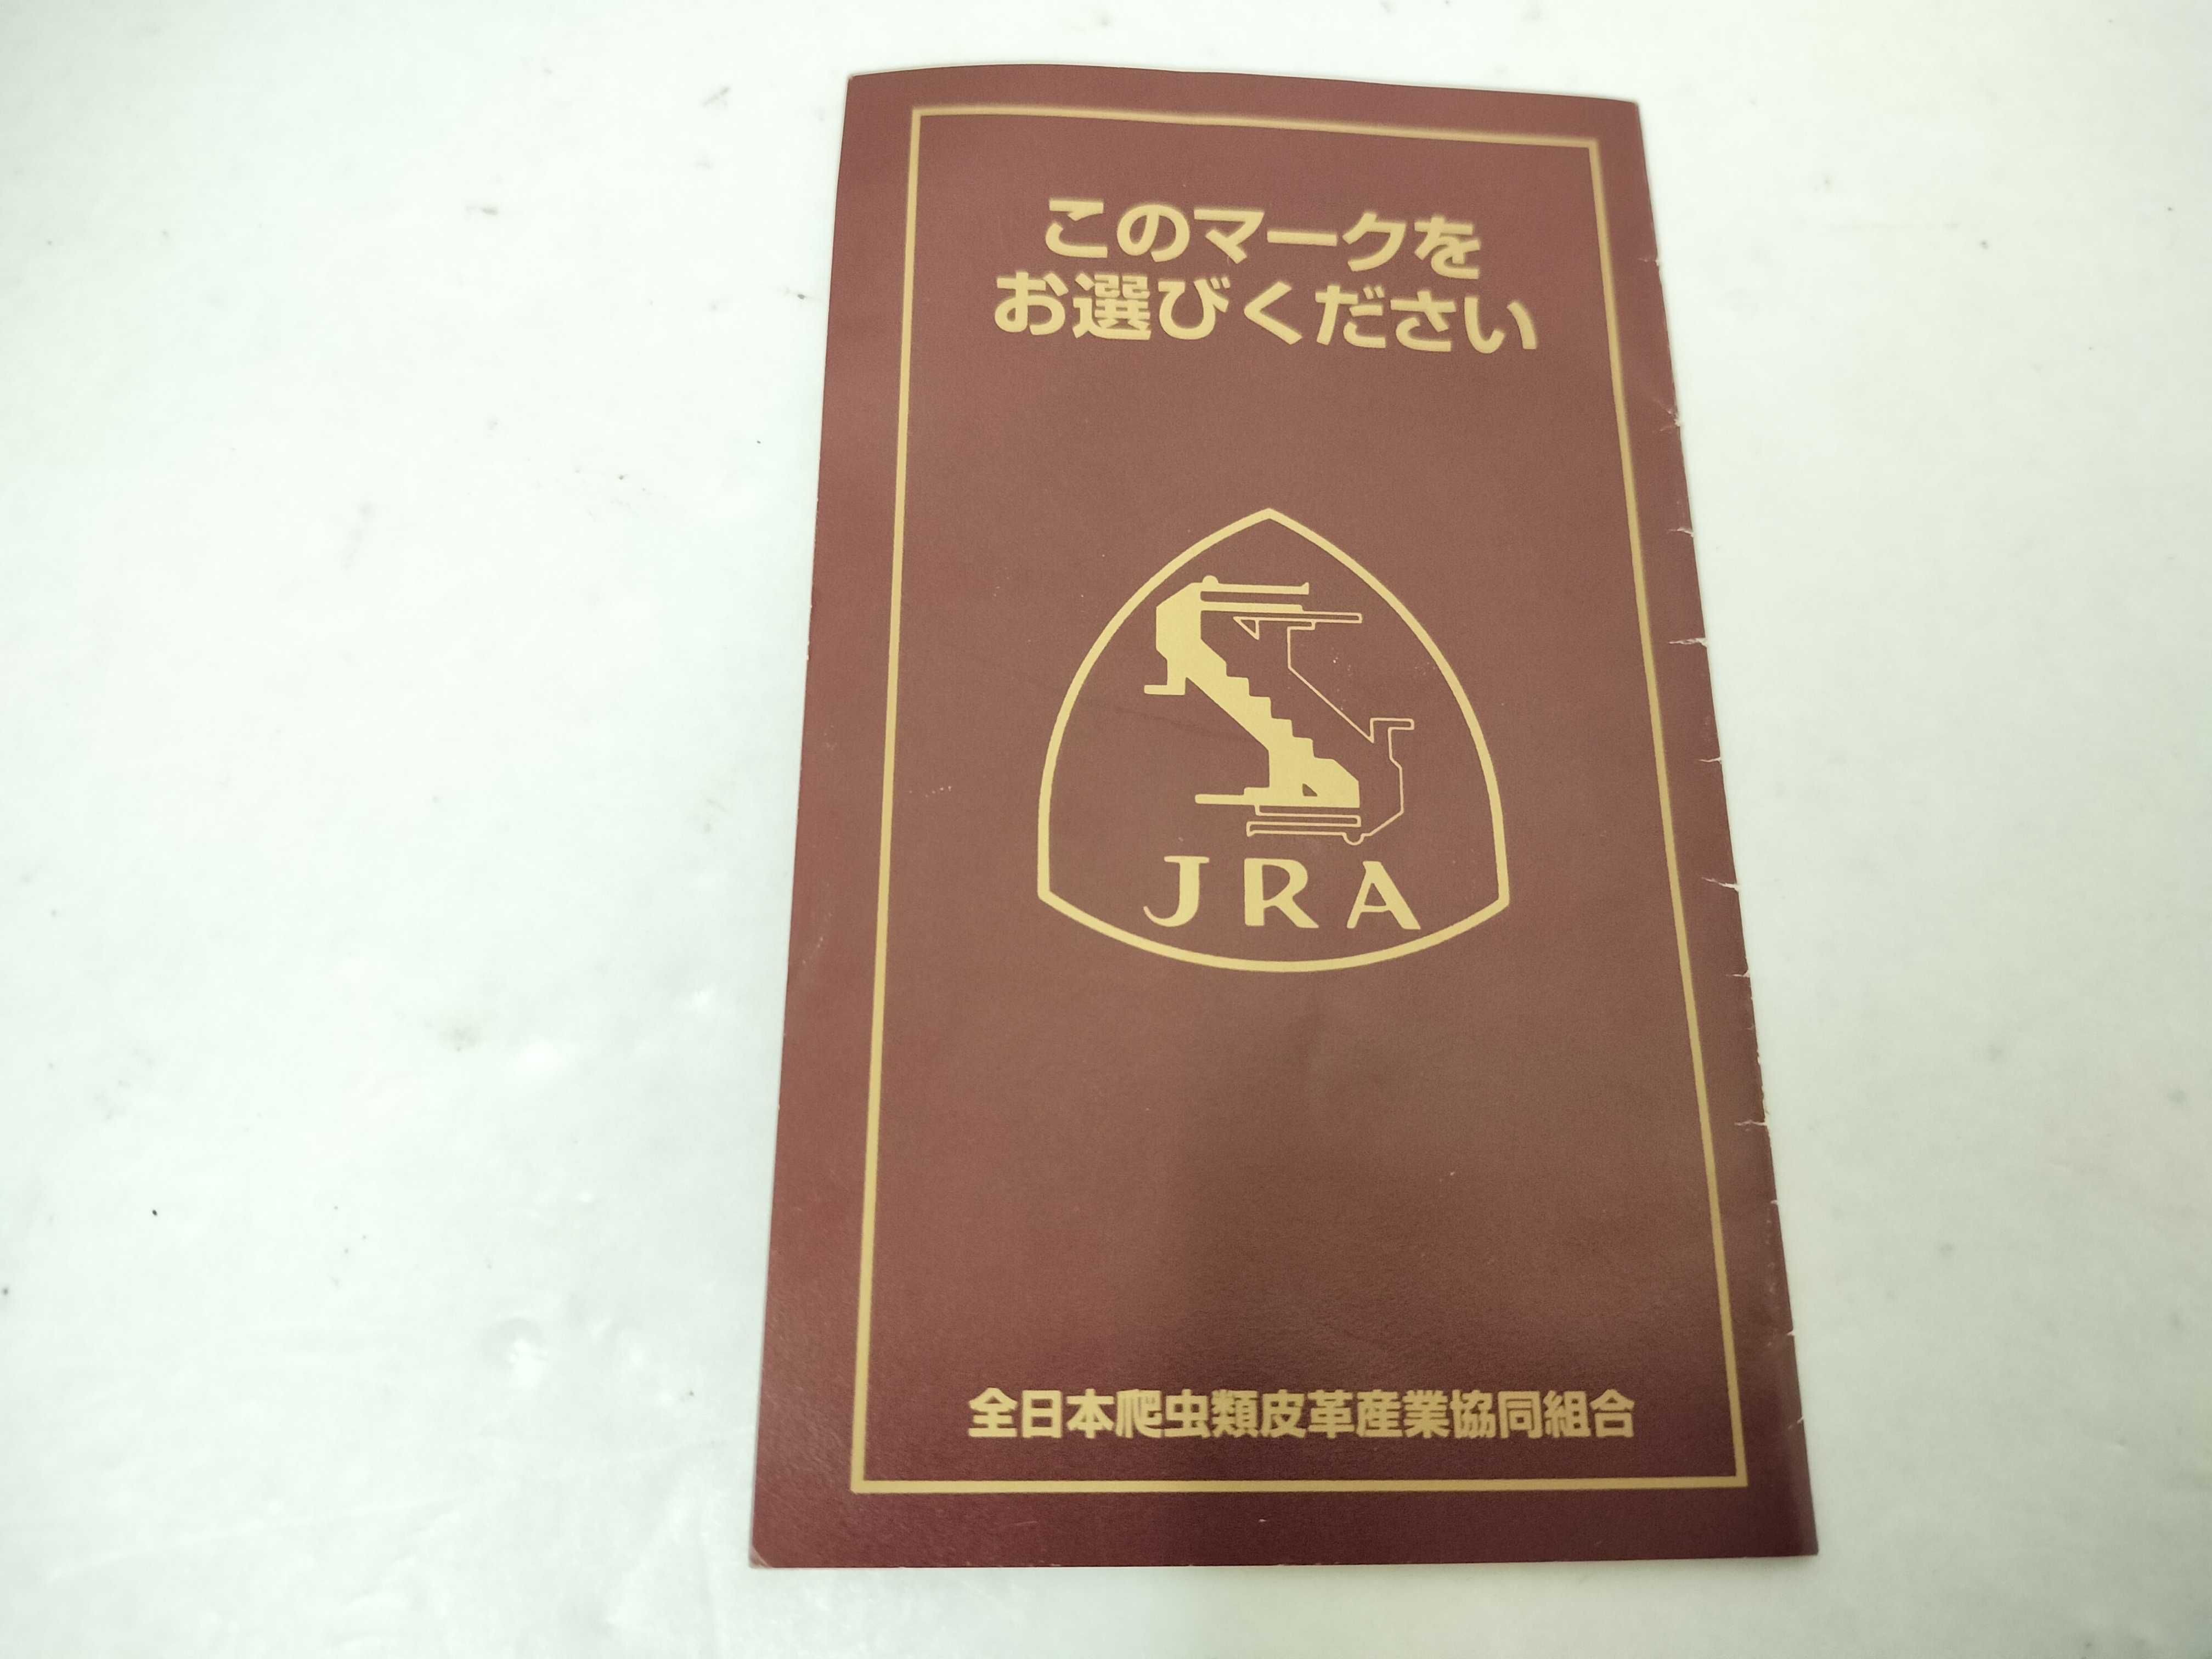 このマークを
お選びください
JRA
全日本爬虫類皮革産業協同組合